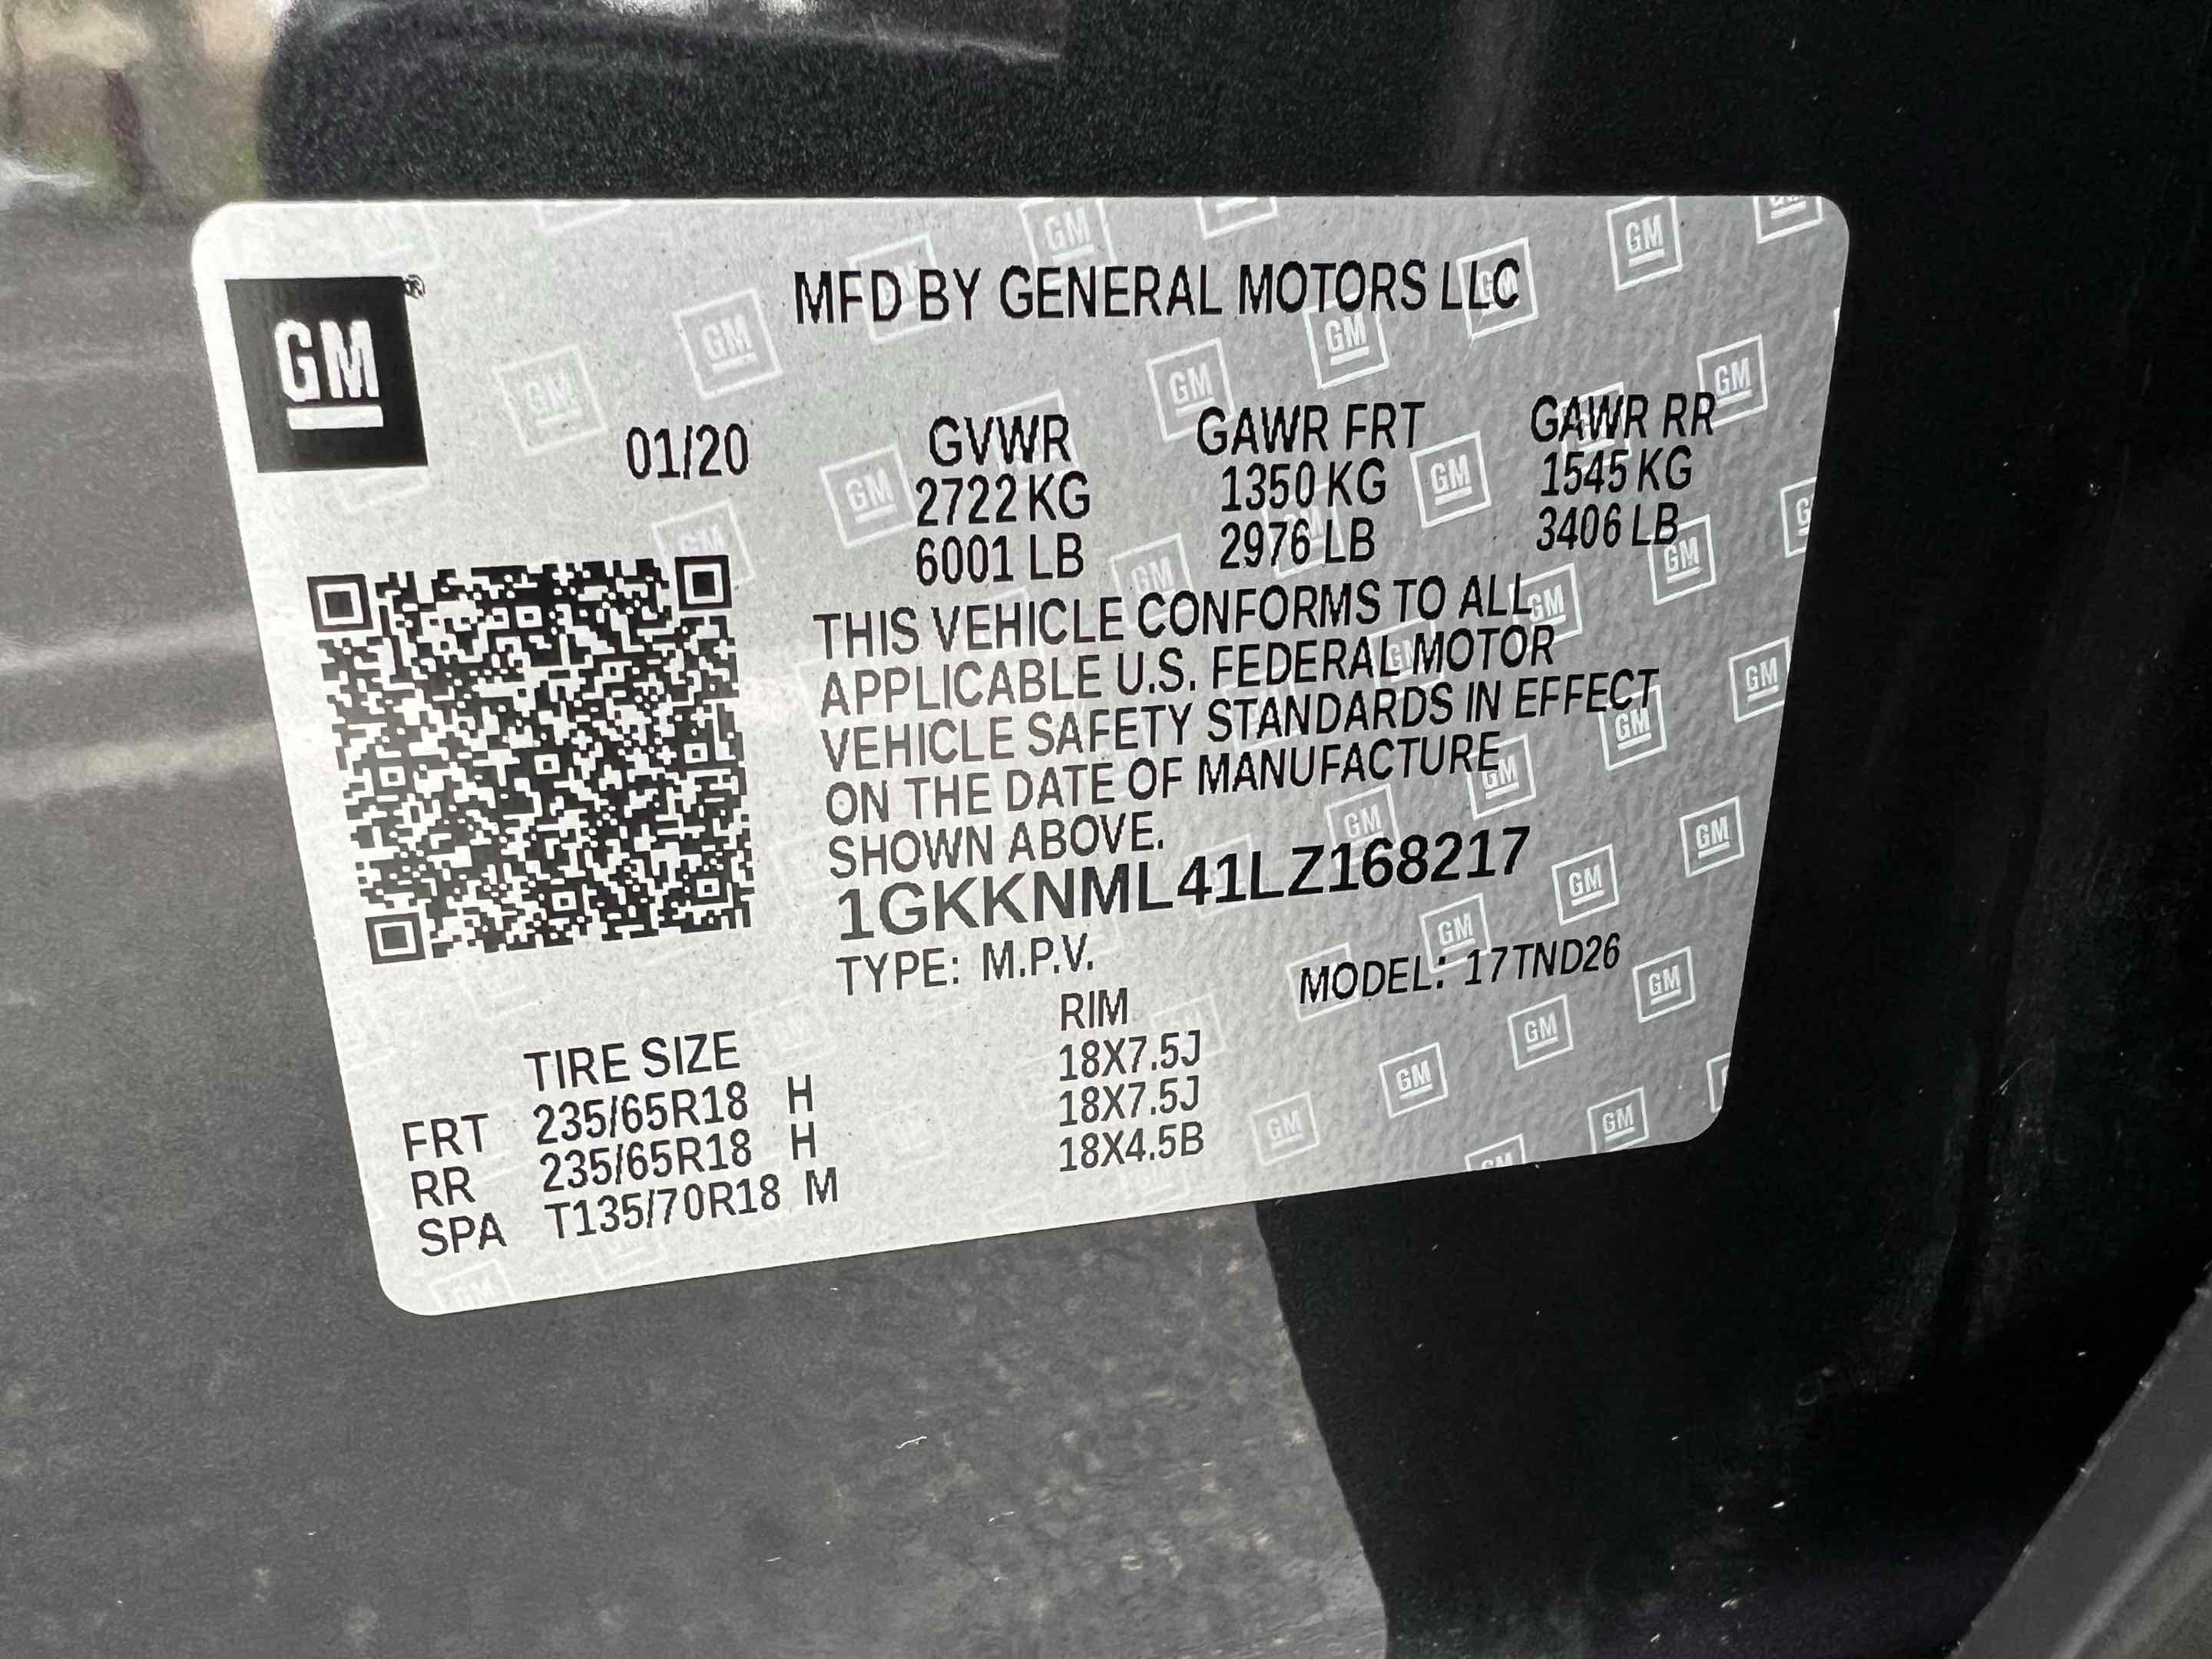 GM ®
MFD BY GENERAL MOTORS LLC
01/20 GVWR GAWR FRT GAWR RR
2722 KG 1350 KG 1545 KG
6001 LB 2976 LB 3406 LB
THIS VEHICLE CONFORMS TO ALL
APPLICABLE U.S. FEDERAL MOTOR
VEHICLE SAFETY STANDARDS IN EFFECT
ON THE DATE OF MANUFACTURE
SHOWN ABOVE.
1GKKNML41LZ168217
TYPE: M.P.V. MODEL: 17TND26
TIRE SIZE RIM
FRT 235/65R18 H 18X7.5J
RR 235/65R18 H 18X7.5J
SPA T135/70R18 M 18X4.5B